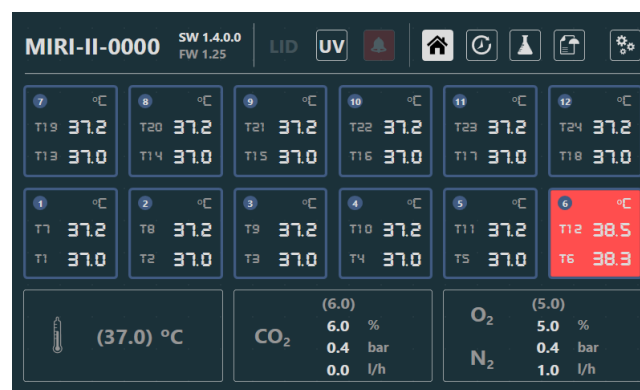 MIRI-II-0000 SW 1.4.0.0 LID UV
FW 1.25
7 °C 8 °C 9 °C 10 °C 11 °C 12 °C
T19 37.2 T20 37.2 T21 37.2 T22 37.2 T23 37.2 T24 37.2
T13 37.0 T14 37.0 T15 37.0 T16 37.0 T17 37.0 T18 37.0
1 °C 2 °C 3 °C 4 °C 5 °C 6 °C
T7 37.2 T8 37.2 T9 37.2 T10 37.2 T11 37.2 T12 38.5
T1 37.0 T2 37.0 T3 37.0 T4 37.0 T5 37.0 T6 38.3
(37.0) °C
(6.0)
CO₂ 6.0 %
0.4 bar
0.0 l/h
(5.0)
O₂ 5.0 %
N₂ 0.4 bar
1.0 l/h